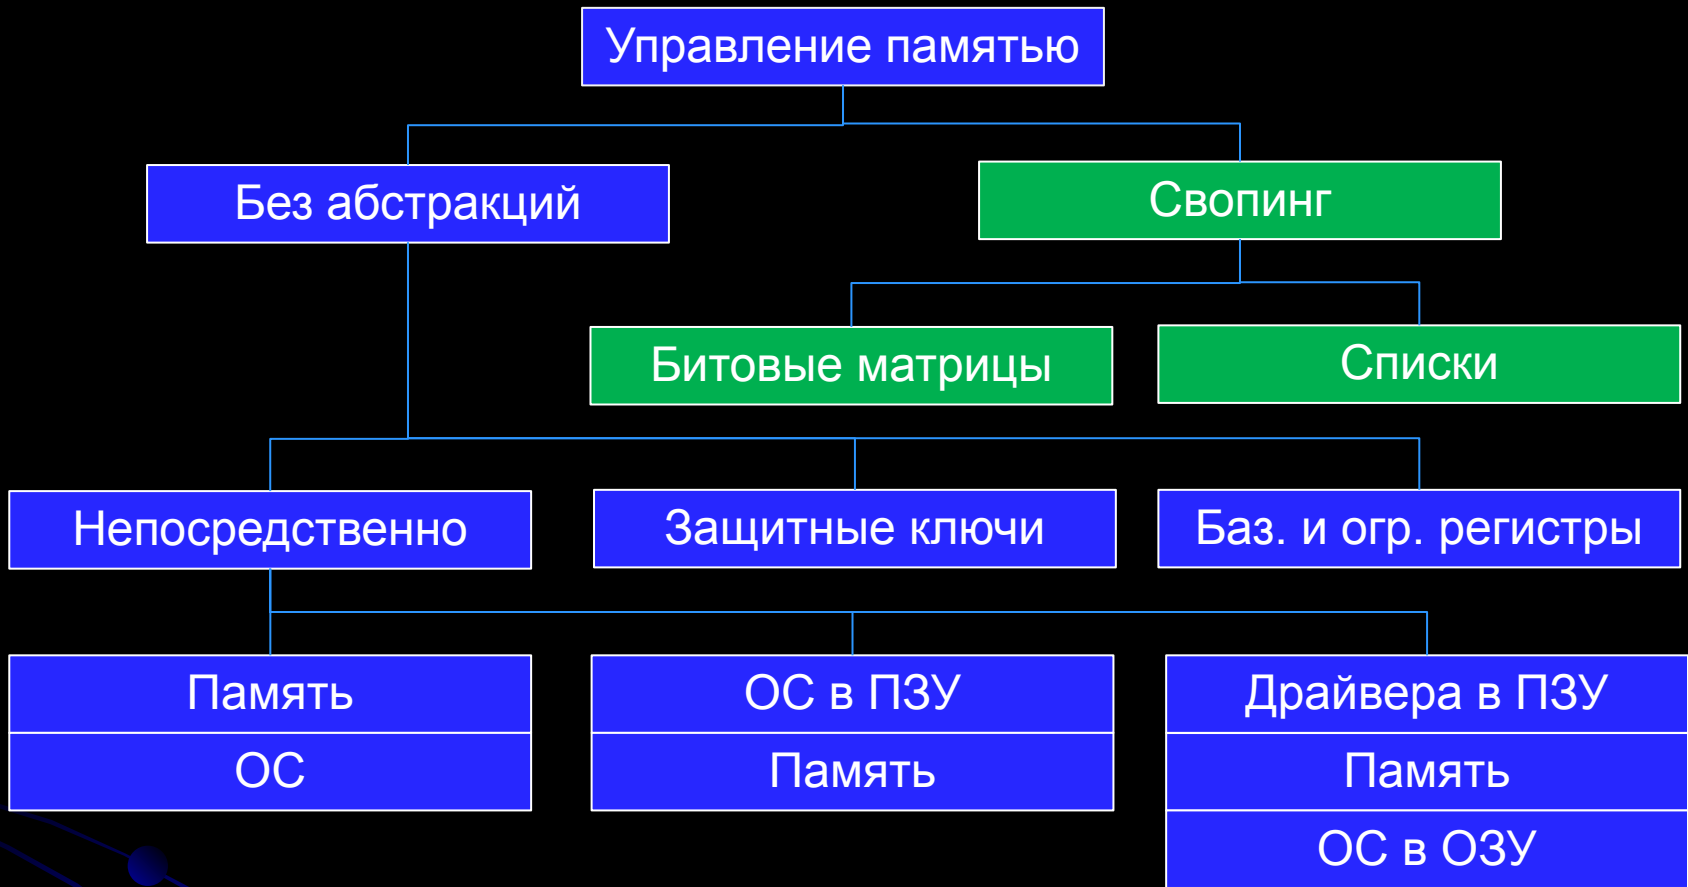 Управление памятью
Без абстракций
Свопинг
Битовые матрицы
Списки
Непосредственно
Защитные ключи
Баз. и огр. регистры
Память
ОС
ОС в ПЗУ
Память
Драйвера в ПЗУ
Память
ОС в ОЗУ